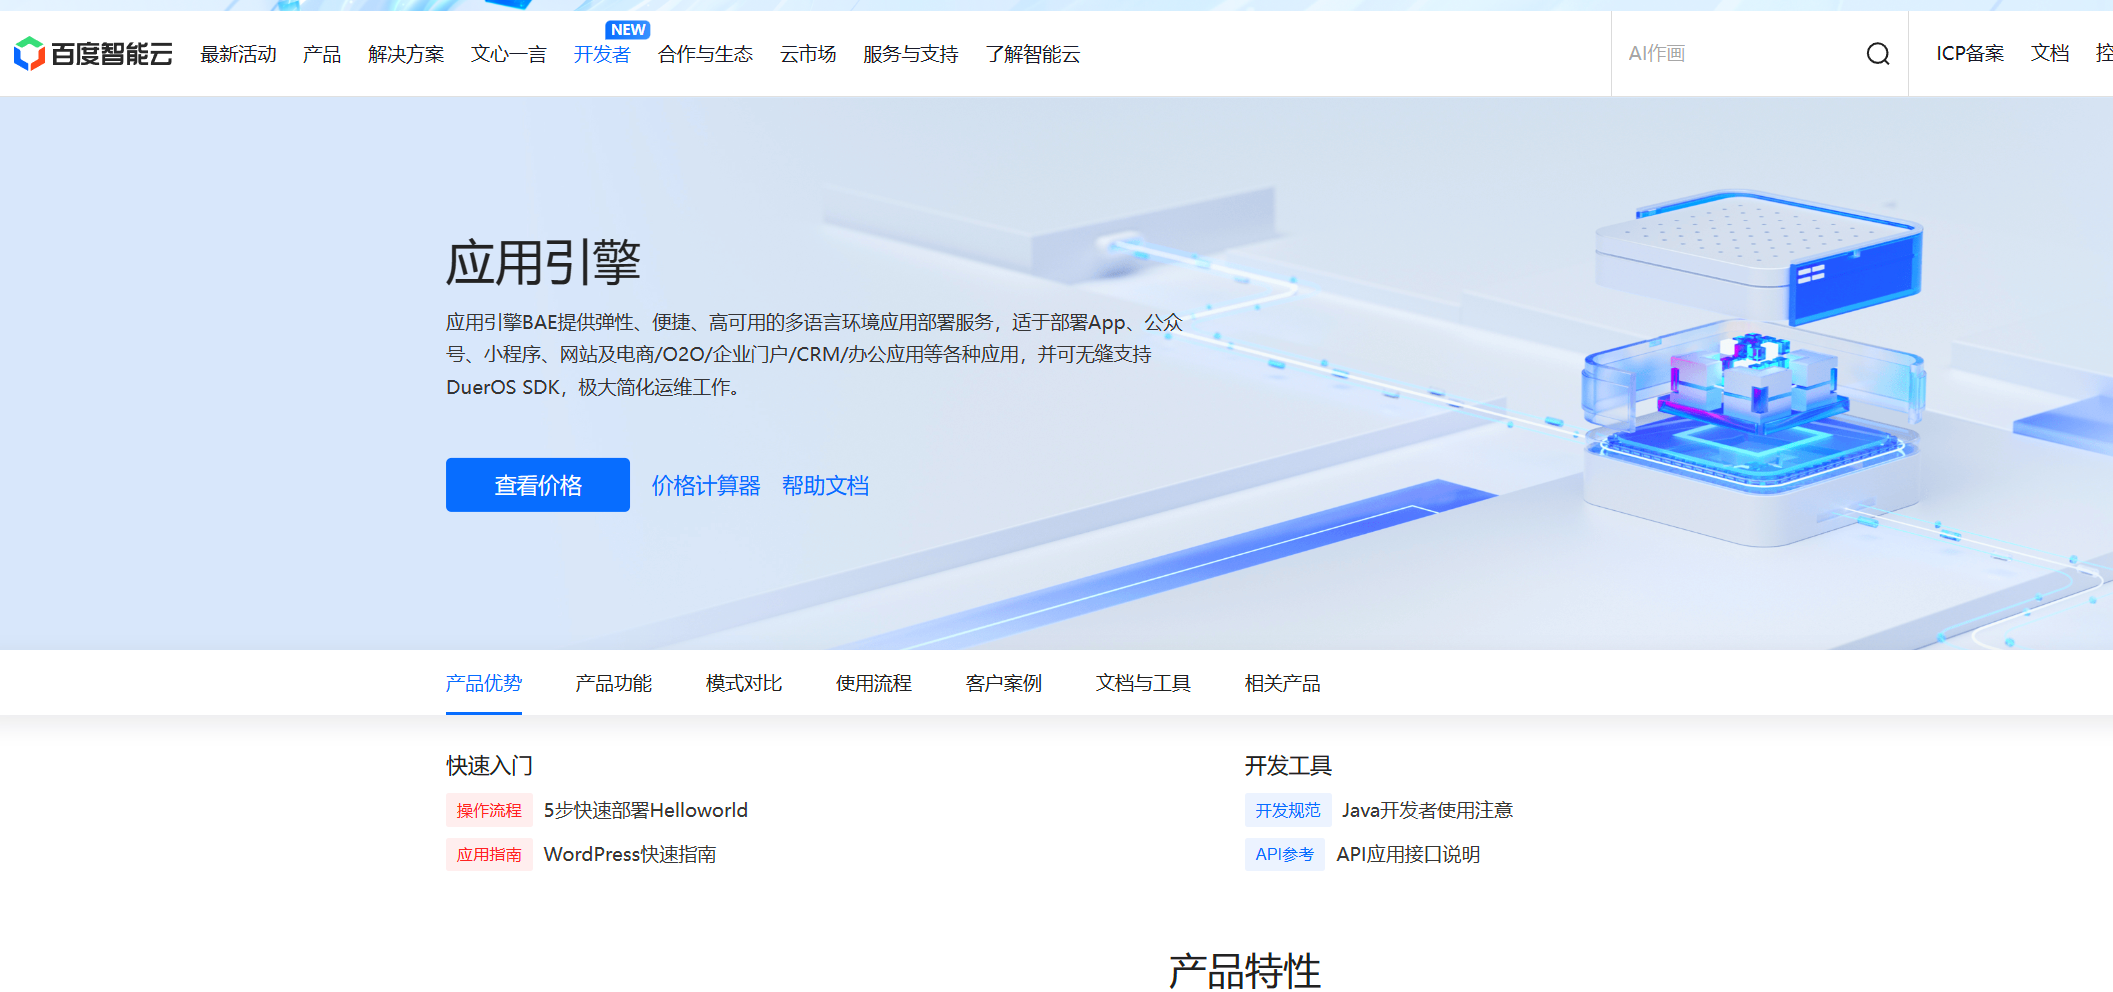 百度智能云
最新活动 产品 解决方案 文心一言 开发者 NEW 合作与生态 云市场 服务与支持 了解智能云 AI作画 ICP备案 文档 控
应用引擎
应用引擎BAE提供弹性、便捷、高可用的多语言环境应用部署服务，适于部署App、公众
号、小程序、网站及电商/O2O/企业门户/CRM/办公应用等各种应用，并可无缝支持
DuerOS SDK，极大简化运维工作。
查看价格 价格计算器 帮助文档
产品优势 产品功能 模式对比 使用流程 客户案例 文档与工具 相关产品
快速入门
操作流程 5步快速部署Helloworld
应用指南 WordPress快速指南
开发工具
开发规范 Java开发者使用注意
API参考 API应用接口说明
产品特性